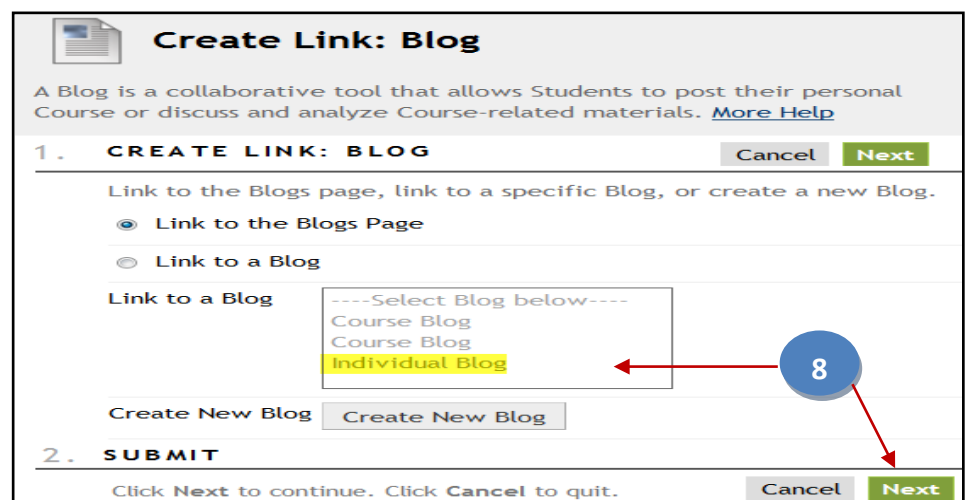 Create Link: Blog
A Blog is a collaborative tool that allows Students to post their personal
Course or discuss and analyze Course-related materials. More Help
1. CREATE LINK: BLOG Cancel Next
Link to the Blogs page, link to a specific Blog, or create a new Blog.
Link to the Blogs Page
Link to a Blog
Link to a Blog ----Select Blog below----
Course Blog
Course Blog
Individual Blog
8
Create New Blog Create New Blog
2. SUBMIT
Click Next to continue. Click Cancel to quit. Cancel Next